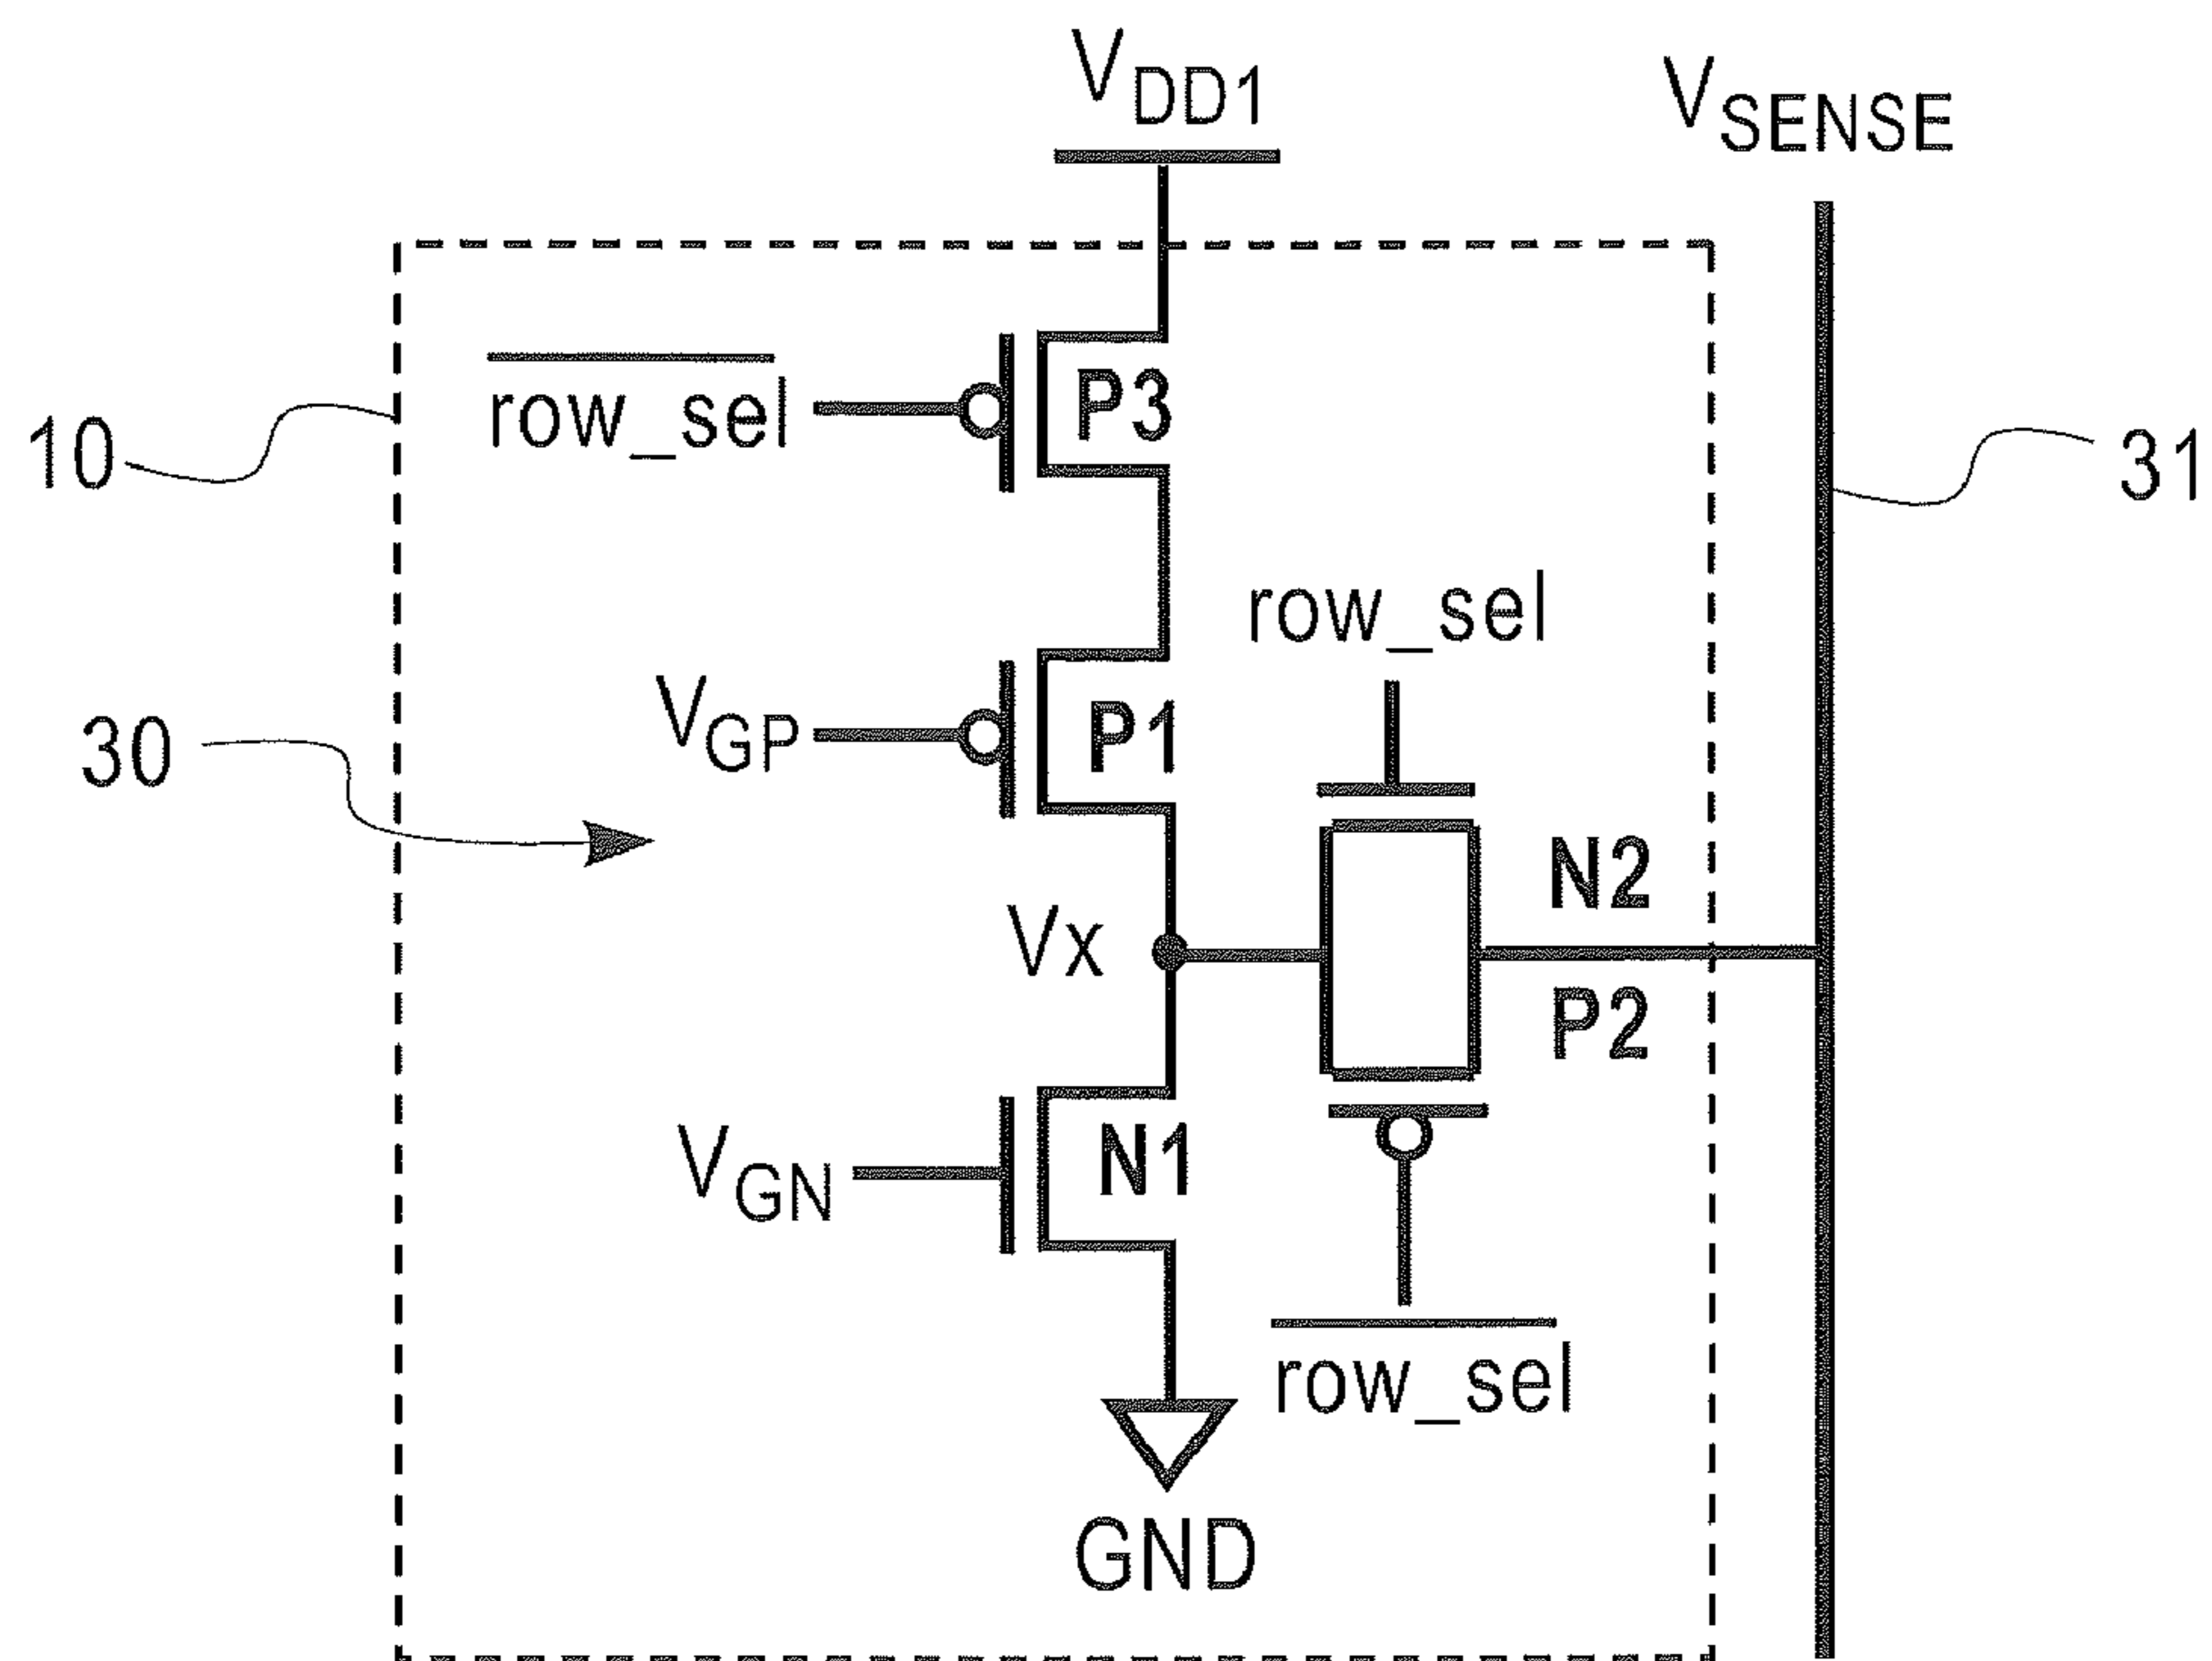 VDD1
VSENSE
row_sel
P3
10
31
row_sel
VGP
P1
30
N2
Vx
P2
VGN
N1
row_sel
GND